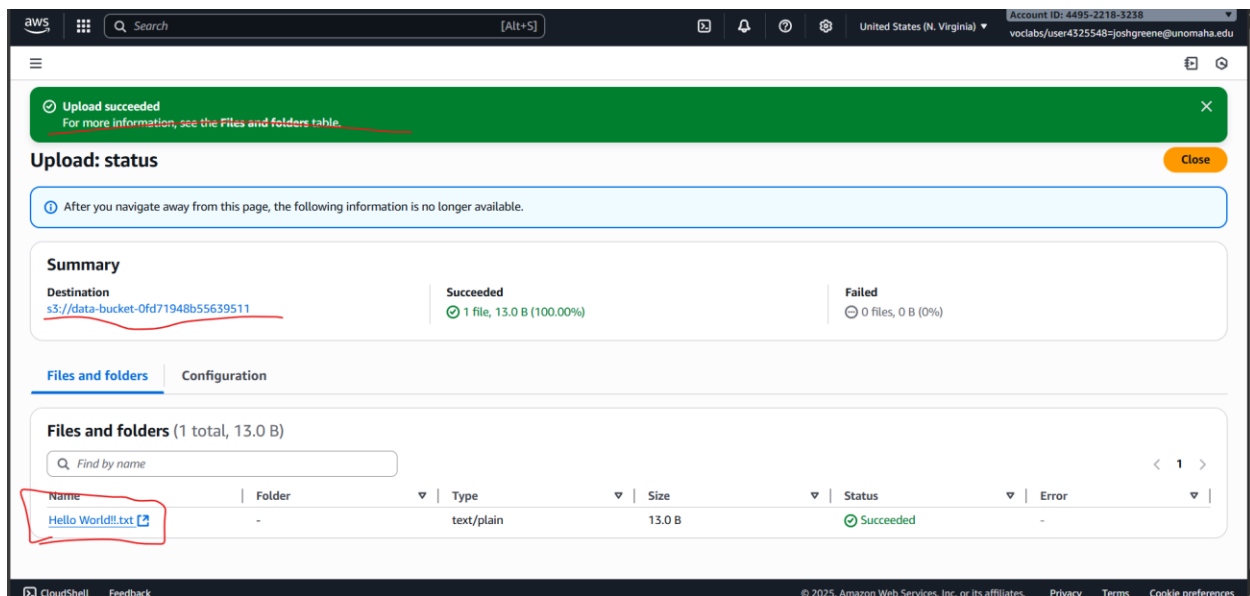 aws
Search [Alt+S]
United States (N. Virginia)
Account ID: 4495-2218-3238
voclabs/user4325548=joshgreene@unomaha.edu
Upload succeeded
For more information, see the Files and folders table.
Upload: status
Close
After you navigate away from this page, the following information is no longer available.
Summary
Destination
s3://data-bucket-0fd71948b55639511
Succeeded
1 file, 13.0 B (100.00%)
Failed
0 files, 0 B (0%)
Files and folders Configuration
Files and folders (1 total, 13.0 B)
Find by name
1
Name Folder Type Size Status Error
Hello World!!.txt - text/plain 13.0 B Succeeded -
CloudShell Feedback © 2025, Amazon Web Services, Inc. or its affiliates. Privacy Terms Cookie preferences